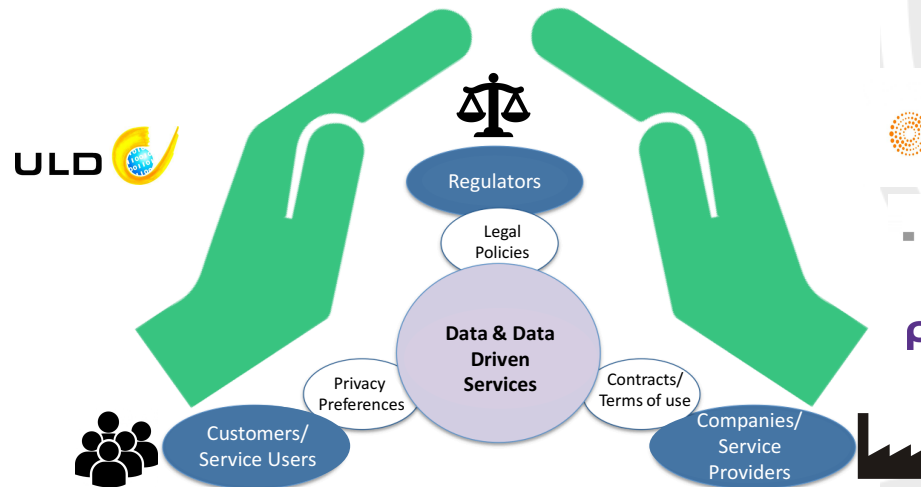 ULD
Regulators
Legal
Policies
Data & Data
Driven
Services
Privacy
Preferences
Contracts/
Terms of use
Customers/
Service Users
Companies/
Service
Providers